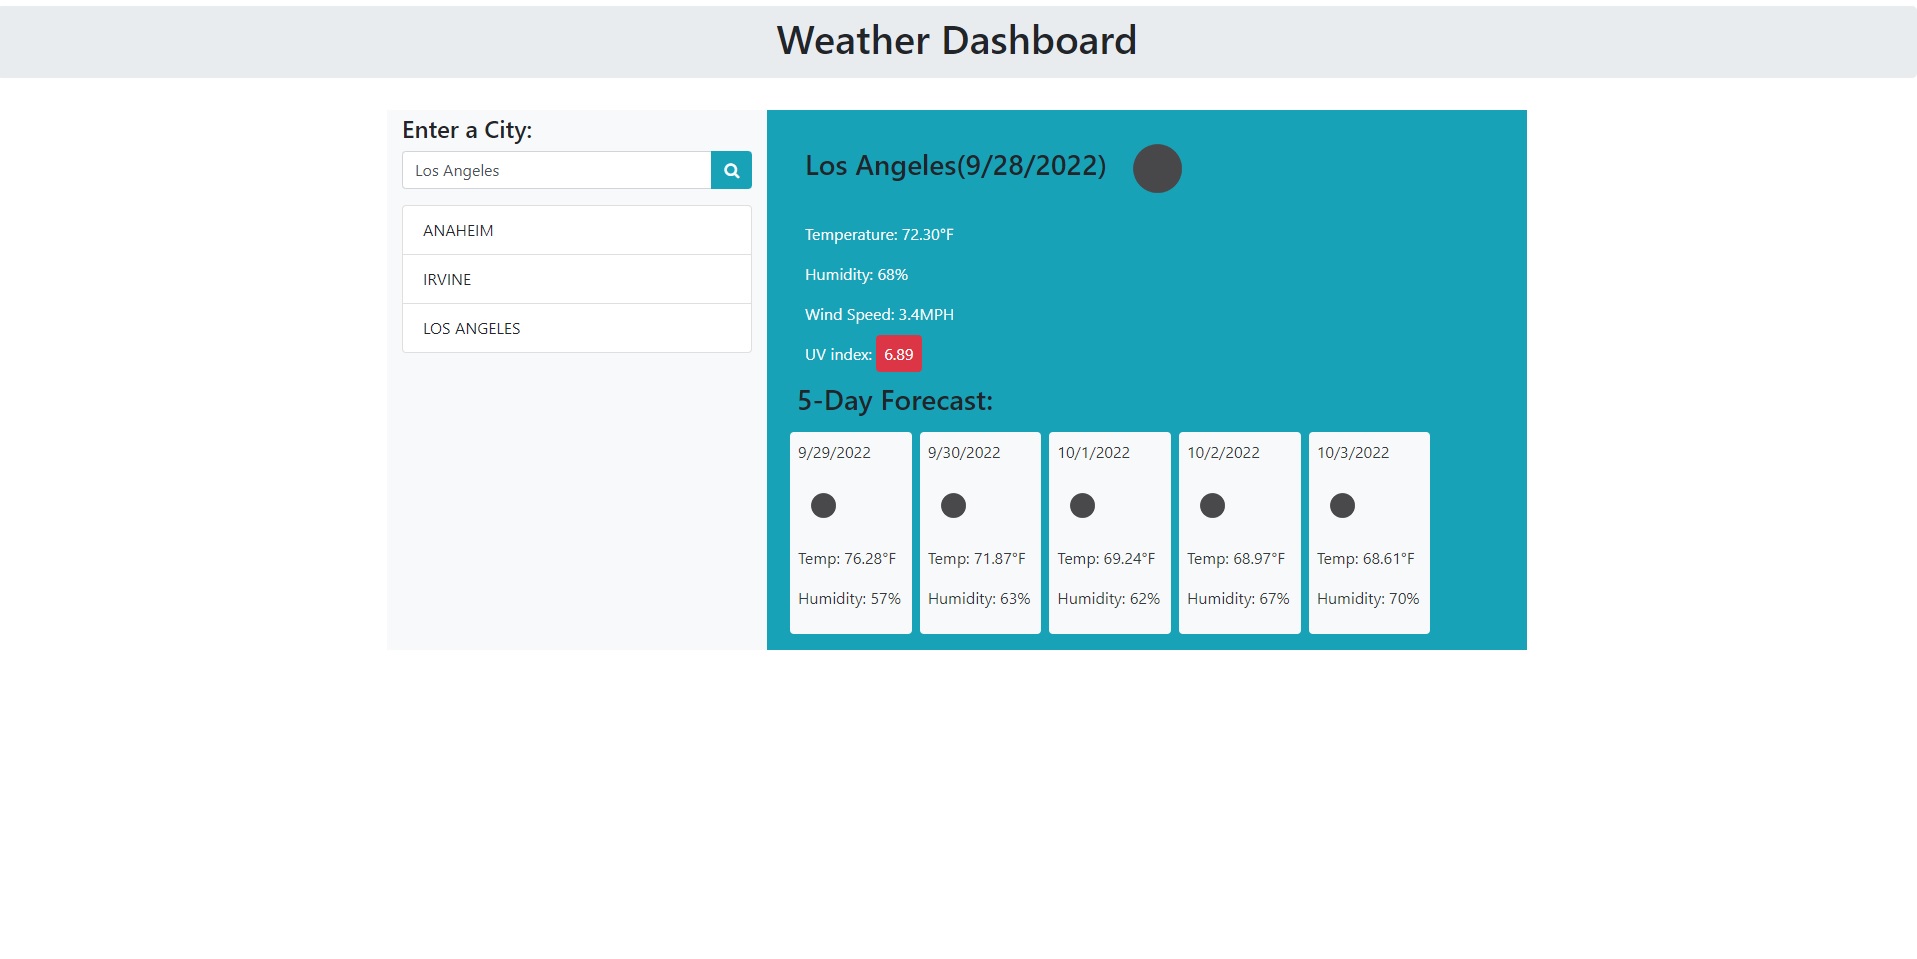 Weather Dashboard
Enter a City:
Los Angeles
ANAHEIM
IRVINE
LOS ANGELES
Los Angeles(9/28/2022)
Temperature: 72.30°F
Humidity: 68%
Wind Speed: 3.4MPH
UV index: 6.89
5-Day Forecast:
9/29/2022
Temp: 76.28°F
Humidity: 57%
9/30/2022
Temp: 71.87°F
Humidity: 63%
10/1/2022
Temp: 69.24°F
Humidity: 62%
10/2/2022
Temp: 68.97°F
Humidity: 67%
10/3/2022
Temp: 68.61°F
Humidity: 70%